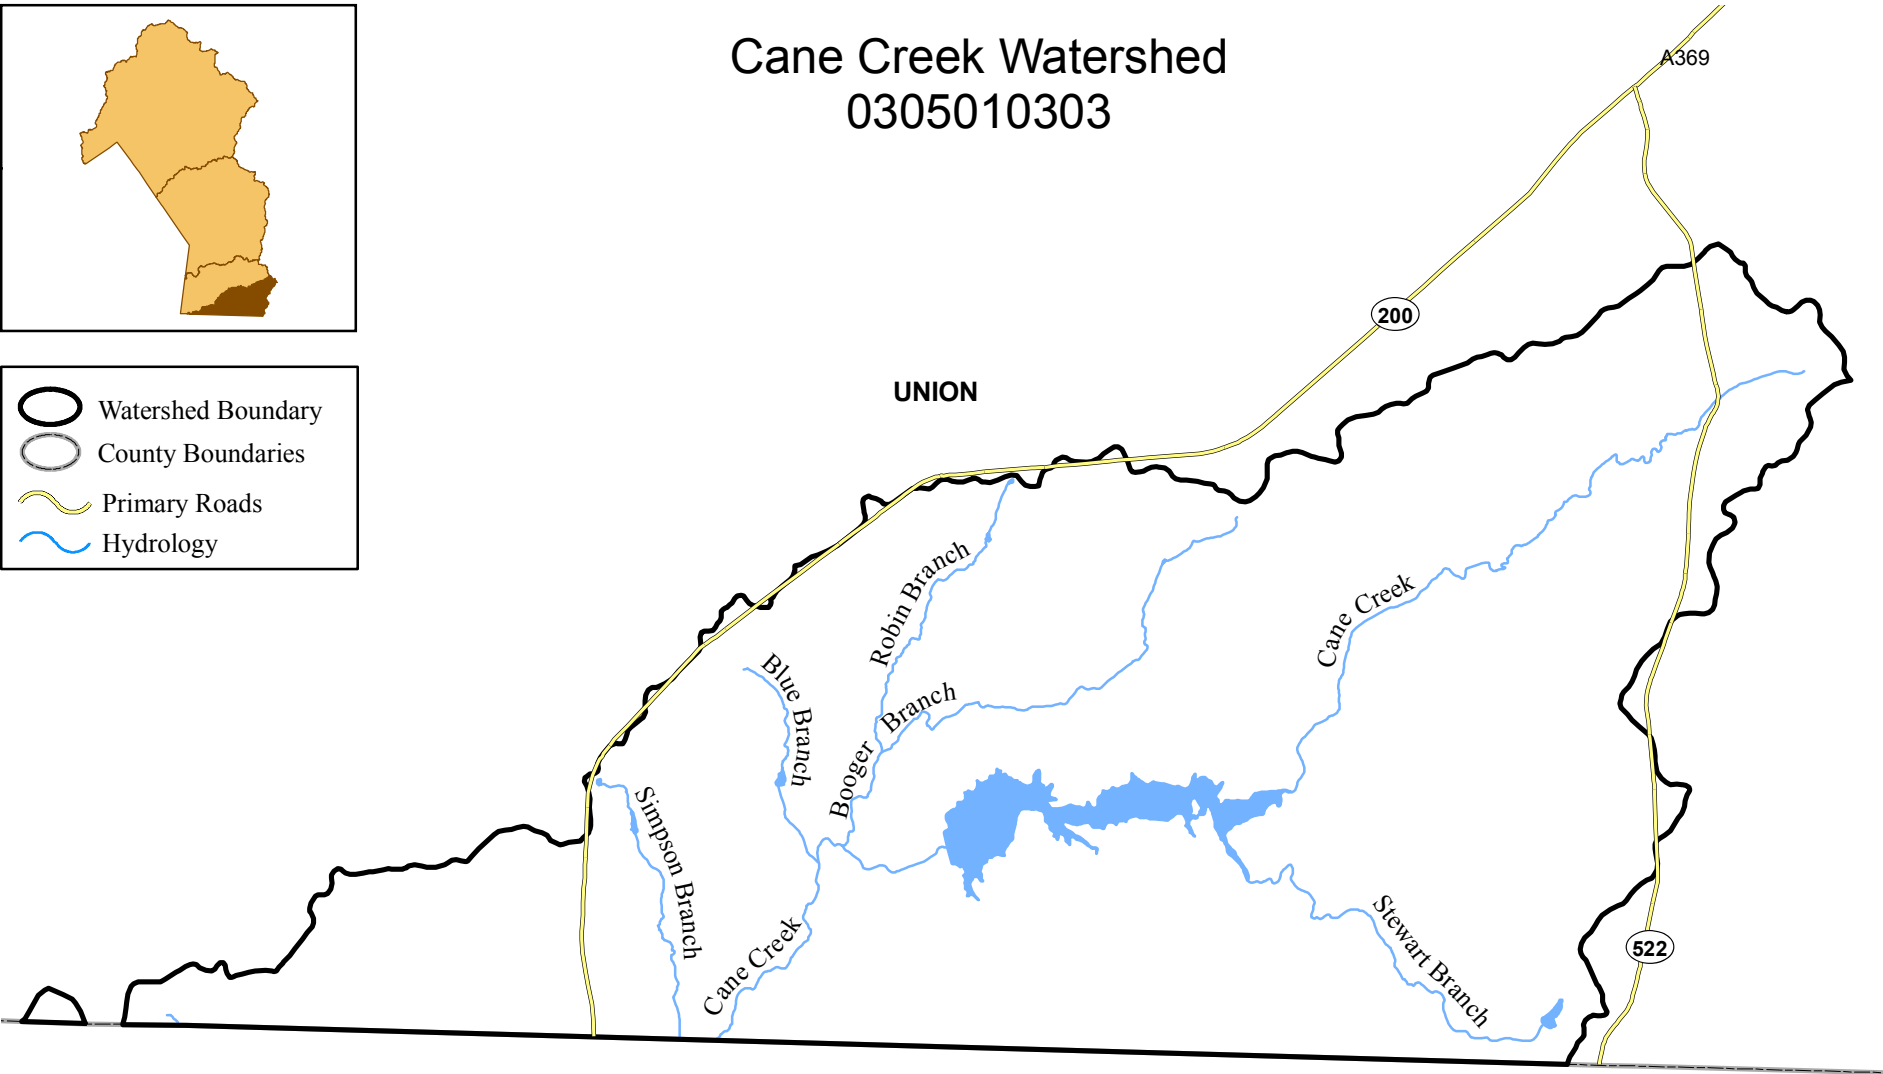 Cane Creek Watershed
0305010303
A369
200
UNION
Watershed Boundary
County Boundaries
Primary Roads
Hydrology
Robin Branch
Cane Creek
Blue Branch
Booger Branch
Simpson Branch
Stewart Branch
Cane Creek
522